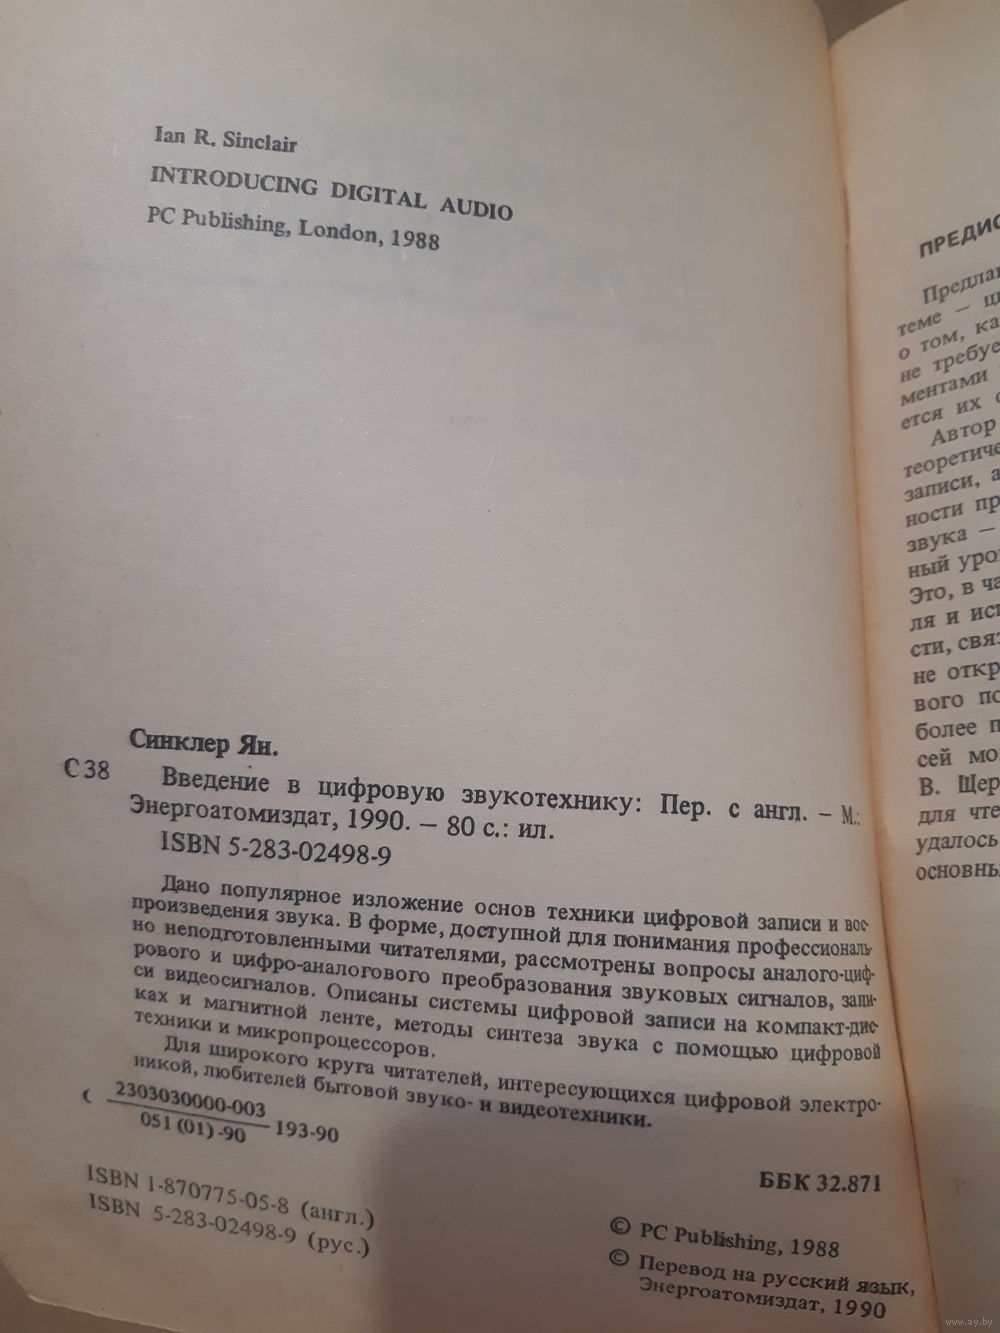 Ian R. Sinclair
INTRODUCING DIGITAL AUDIO
PC Publishing, London, 1988
Синклер Ян.
С 38
Введение в цифровую звукотехнику: Пер. с англ. – М.:
Энергоатомиздат, 1990. – 80 с.: ил.
ISBN 5-283-02498-9
Дано популярное изложение основ техники цифровой записи и вос-
произведения звука. В форме, доступной для понимания профессиональ-
но неподготовленными читателями, рассмотрены вопросы аналого-циф-
рового и цифро-аналогового преобразования звуковых сигналов, запи-
си видеосигналов. Описаны системы цифровой записи на компакт-дис-
ках и магнитной ленте, методы синтеза звука с помощью цифровой
техники и микропроцессоров.
Для широкого круга читателей, интересующихся цифровой электро-
никой, любителей бытовой звуко- и видеотехники.
2303030000-003
051 (01)-90
193-90
ББК 32.871
ISBN 1-870775-05-8 (англ.)
ISBN 5-283-02498-9 (рус.)
© PC Publishing, 1988
© Перевод на русский язык,
Энергоатомиздат, 1990
ПРЕДИС
Предлаг
теме – ц
о том, ка
не требуе
ментами
ется их
Автор
теоретиче
записи, а
ности пр
звука –
ный уро
Это, в ча
ля и исп
сти, свя
не откр
вого по
более п
сей мо
В. Щер
для чте
удалось
основны
www.ay.by